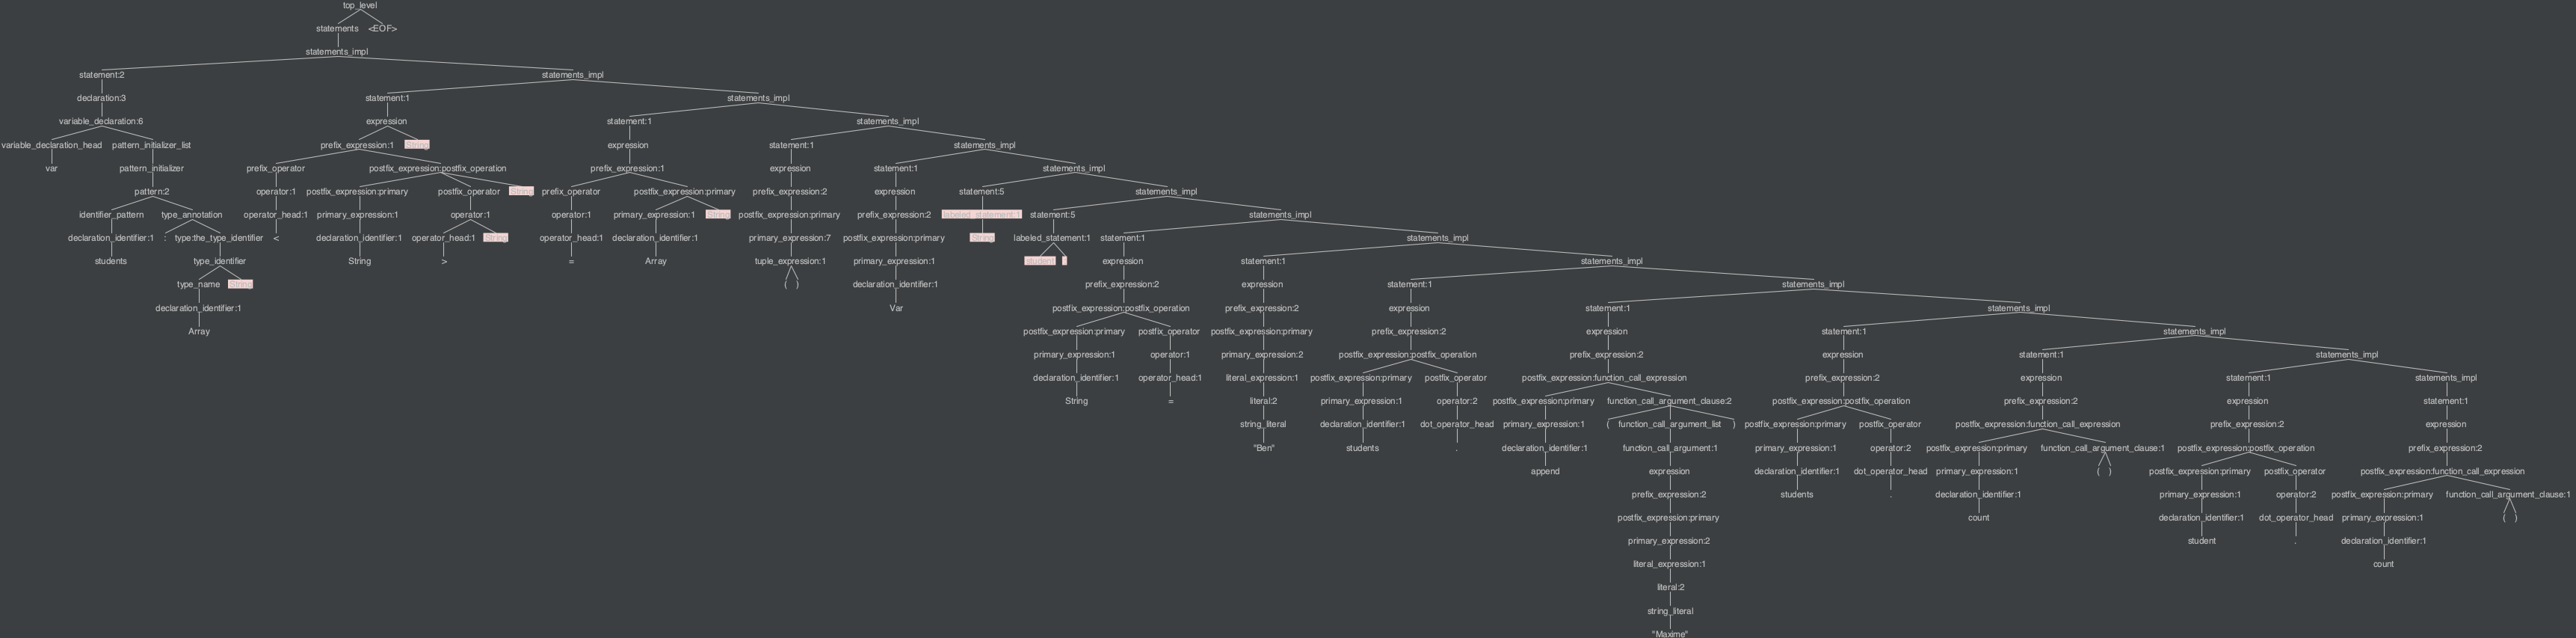 top_level
statements <EOF>
statements_impl
statement:2 statements_impl
declaration:3 statement:1 statements_impl
variable_declaration:6 expression statement:1 statements_impl
variable_declaration_head pattern_initializer_list prefix_expression:1 String expression statement:1 statements_impl
var pattern_initializer prefix_operator postfix_expression:postfix_operation prefix_expression:1 expression statement:1 statements_impl
pattern:2 operator:1 postfix_expression:primary postfix_operator String prefix_operator postfix_expression:primary prefix_expression:2 expression statement:5 statements_impl
identifier_pattern type_annotation operator_head:1 primary_expression:1 operator:1 operator:1 primary_expression:1 String postfix_expression:primary prefix_expression:2 labeled_statement:1 statement:5 statements_impl
declaration_identifier:1 : type:the_type_identifier < declaration_identifier:1 operator_head:1 String operator_head:1 declaration_identifier:1 primary_expression:7 postfix_expression:primary String labeled_statement:1 statement:1 statements_impl
students type_identifier String > = Array tuple_expression:1 primary_expression:1 student : expression statement:1 statements_impl
type_name String ( ) declaration_identifier:1 prefix_expression:2 expression statement:1 statements_impl
declaration_identifier:1 Var postfix_expression:postfix_operation prefix_expression:2 expression statement:1 statements_impl
Array postfix_expression:primary postfix_operator postfix_expression:primary prefix_expression:2 expression statement:1 statements_impl
primary_expression:1 operator:1 primary_expression:2 postfix_expression:postfix_operation prefix_expression:2 expression statement:1 statements_impl
declaration_identifier:1 operator_head:1 literal_expression:1 postfix_expression:primary postfix_operator postfix_expression:function_call_expression prefix_expression:2 expression statement:1 statements_impl
String = literal:2 primary_expression:1 operator:2 postfix_expression:primary function_call_argument_clause:2 postfix_expression:postfix_operation prefix_expression:2 expression statement:1
string_literal declaration_identifier:1 dot_operator_head primary_expression:1 ( function_call_argument_list ) postfix_expression:primary postfix_operator postfix_expression:function_call_expression prefix_expression:2 expression
"Ben" students . declaration_identifier:1 function_call_argument:1 primary_expression:1 operator:2 postfix_expression:primary function_call_argument_clause:1 postfix_expression:postfix_operation prefix_expression:2
append expression declaration_identifier:1 dot_operator_head primary_expression:1 ( ) postfix_expression:primary postfix_operator postfix_expression:function_call_expression
prefix_expression:2 students . declaration_identifier:1 primary_expression:1 operator:2 postfix_expression:primary function_call_argument_clause:1
postfix_expression:primary count declaration_identifier:1 dot_operator_head primary_expression:1 ( )
primary_expression:2 student . declaration_identifier:1
literal_expression:1 count
literal:2
string_literal
"Maxime"